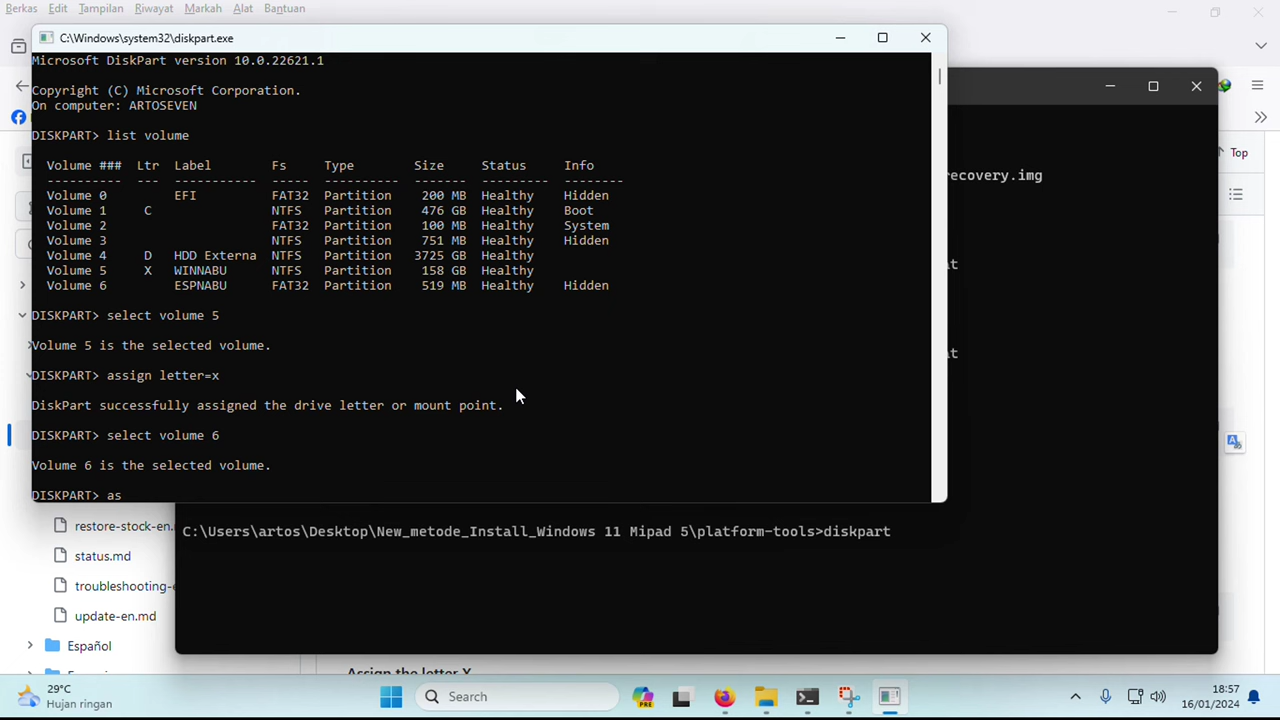 Berkas Edit Tampilan Riwayat Markah Alat Bantuan
C:\Windows\system32\diskpart.exe
Microsoft DiskPart version 10.0.22621.1
Copyright (C) Microsoft Corporation.
On computer: ARTOSEVEN
DISKPART> list volume
Volume ### Ltr Label Fs Type Size Status Info
---------- --- ----------- ----- ---------- ------- --------- --------
Volume 0 EFI FAT32 Partition 200 MB Healthy Hidden
Volume 1 C NTFS Partition 476 GB Healthy Boot
Volume 2 FAT32 Partition 100 MB Healthy System
Volume 3 NTFS Partition 751 MB Healthy Hidden
Volume 4 D HDD Externa NTFS Partition 3725 GB Healthy
Volume 5 X WINNABU NTFS Partition 158 GB Healthy
Volume 6 ESPNABU FAT32 Partition 519 MB Healthy Hidden
DISKPART> select volume 5
Volume 5 is the selected volume.
DISKPART> assign letter=x
DiskPart successfully assigned the drive letter or mount point.
DISKPART> select volume 6
Volume 6 is the selected volume.
DISKPART> as
Top
recovery.img
C:\Users\artos\Desktop\New_metode_Install_Windows 11 Mipad 5\platform-tools>diskpart
restore-stock-en.
status.md
troubleshooting-
update-en.md
Español
Assign the letter X
29°C
Hujan ringan
Search
PRE
18:57
16/01/2024